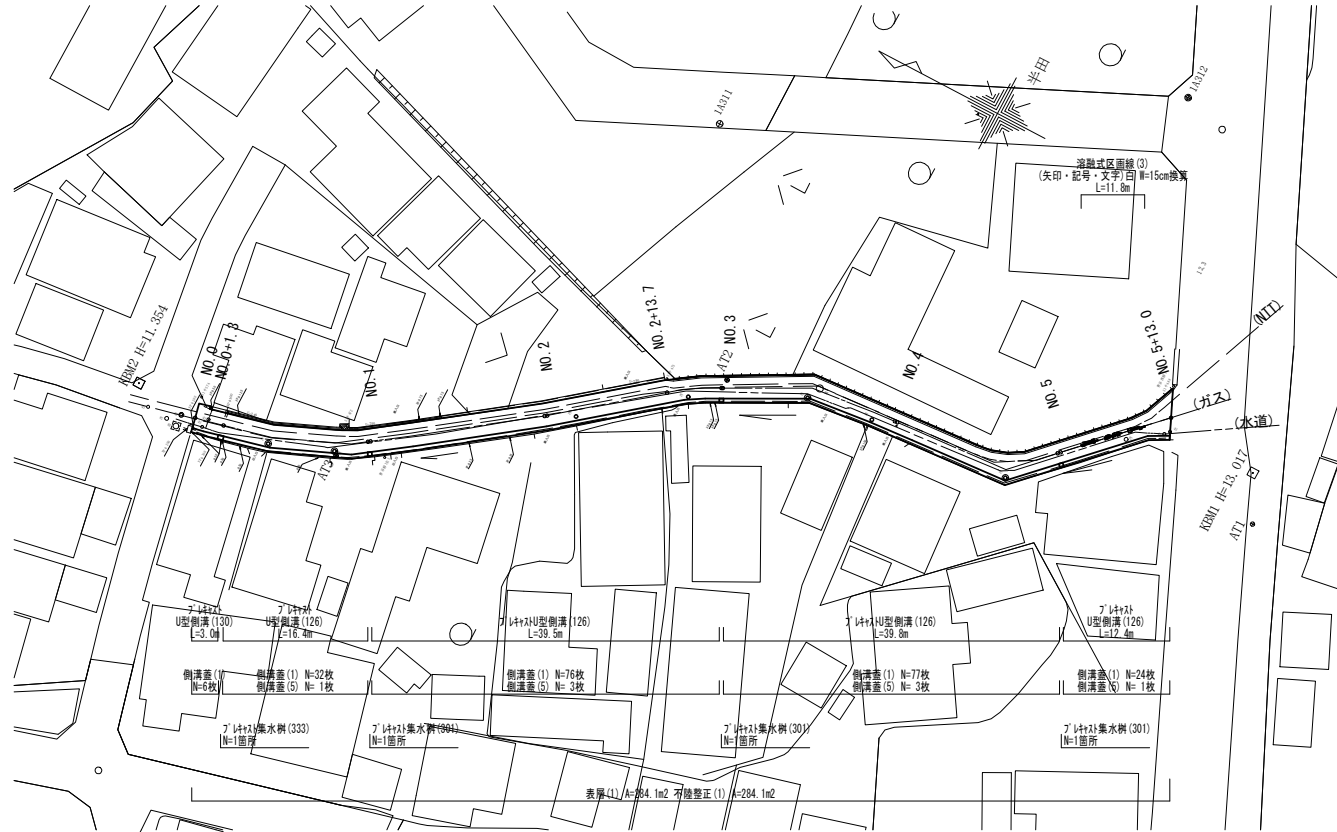 半田
1A311
1A312
溶融式区画線(3)
(矢印・記号・文字)白 W=15cm換算
L=11.8m
12.3
KBM2 H=11.354
NO.0
NO.0+1.3
NO.1
NO.2
NO.2+13.7
AT2
NO.3
NO.4
NO.5
NO.5+13.0
(NTT)
(ガス)
(水道)
AT3
KBM1 H=13.017
AT1
プレキャスト
U型側溝(130)
L=3.0m
プレキャスト
U型側溝(126)
L=16.4m
プレキャストU型側溝(126)
L=39.5m
プレキャストU型側溝(126)
L=39.8m
プレキャスト
U型側溝(126)
L=12.4m
側溝蓋(1)
N=6枚
側溝蓋(1) N=32枚
側溝蓋(5) N= 1枚
側溝蓋(1) N=76枚
側溝蓋(5) N= 3枚
側溝蓋(1) N=77枚
側溝蓋(5) N= 3枚
側溝蓋(1) N=24枚
側溝蓋(5) N= 1枚
プレキャスト集水桝(333)
N=1箇所
プレキャスト集水桝(301)
N=1箇所
プレキャスト集水桝(301)
N=1箇所
プレキャスト集水桝(301)
N=1箇所
表層(1) A=284.1m2 不陸整正(1) A=284.1m2